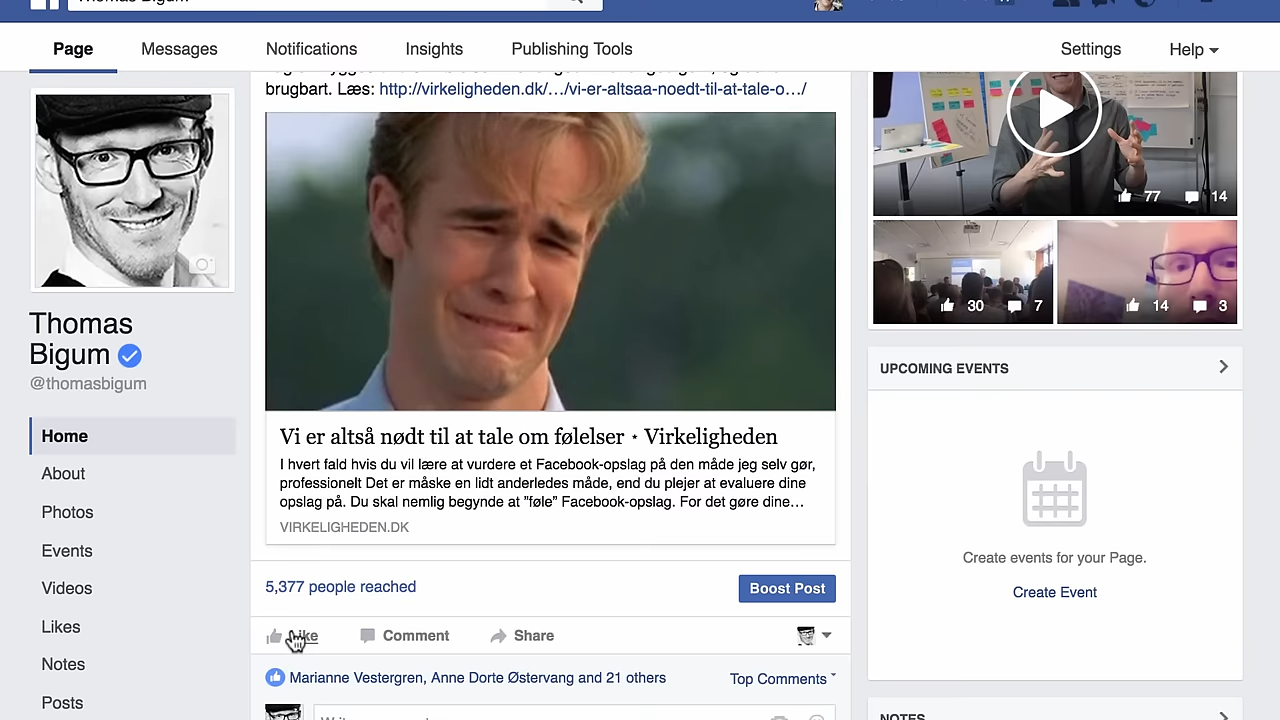 Thomas Bigum
Page
Messages
Notifications
Insights
Publishing Tools
Settings
Help
brugbart. Læs: http://virkeligheden.dk/…/vi-er-altsaa-noedt-til-at-tale-o…/
77
14
30
7
14
3
Thomas
Bigum
@thomasbigum
Home
About
Photos
Events
Videos
Likes
Notes
Posts
Vi er altså nødt til at tale om følelser • Virkeligheden
I hvert fald hvis du vil lære at vurdere et Facebook-opslag på den måde jeg selv gør,
professionelt Det er måske en lidt anderledes måde, end du plejer at evaluere dine
opslag på. Du skal nemlig begynde at ”føle” Facebook-opslag. For det gøre dine…
VIRKELIGHEDEN.DK
5,377 people reached
Boost Post
Like
Comment
Share
Marianne Vestergren, Anne Dorte Østervang and 21 others
Top Comments
UPCOMING EVENTS
Create events for your Page.
Create Event
NOTES